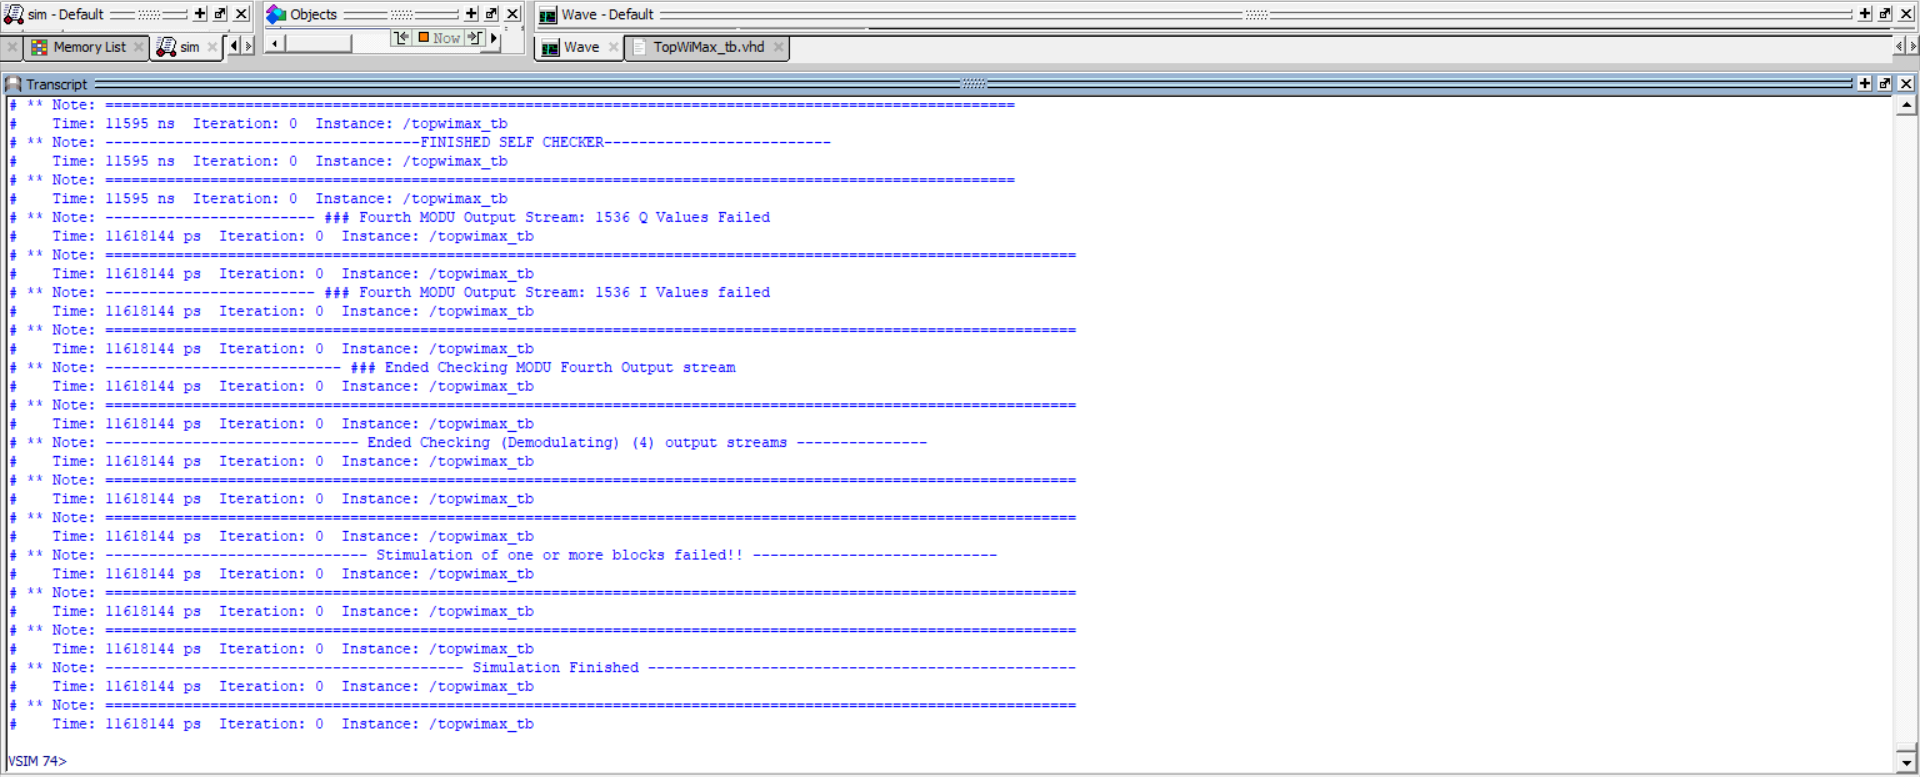 sim - Default
Objects
Wave - Default
Memory List
sim
Now
Wave
TopWiMax_tb.vhd
Transcript
# ** Note: ========================================================================================================
#    Time: 11595 ns  Iteration: 0  Instance: /topwimax_tb
# ** Note: ------------------------------------FINISHED SELF CHECKER--------------------------
#    Time: 11595 ns  Iteration: 0  Instance: /topwimax_tb
# ** Note: ========================================================================================================
#    Time: 11595 ns  Iteration: 0  Instance: /topwimax_tb
# ** Note: ------------------------ ### Fourth MODU Output Stream: 1536 Q Values Failed
#    Time: 11618144 ps  Iteration: 0  Instance: /topwimax_tb
# ** Note: ===============================================================================================================
#    Time: 11618144 ps  Iteration: 0  Instance: /topwimax_tb
# ** Note: ------------------------ ### Fourth MODU Output Stream: 1536 I Values failed
#    Time: 11618144 ps  Iteration: 0  Instance: /topwimax_tb
# ** Note: ===============================================================================================================
#    Time: 11618144 ps  Iteration: 0  Instance: /topwimax_tb
# ** Note: --------------------------- ### Ended Checking MODU Fourth Output stream
#    Time: 11618144 ps  Iteration: 0  Instance: /topwimax_tb
# ** Note: ===============================================================================================================
#    Time: 11618144 ps  Iteration: 0  Instance: /topwimax_tb
# ** Note: ----------------------------- Ended Checking (Demodulating) (4) output streams ---------------
#    Time: 11618144 ps  Iteration: 0  Instance: /topwimax_tb
# ** Note: ===============================================================================================================
#    Time: 11618144 ps  Iteration: 0  Instance: /topwimax_tb
# ** Note: ===============================================================================================================
#    Time: 11618144 ps  Iteration: 0  Instance: /topwimax_tb
# ** Note: ------------------------------ Stimulation of one or more blocks failed!! ----------------------------
#    Time: 11618144 ps  Iteration: 0  Instance: /topwimax_tb
# ** Note: ===============================================================================================================
#    Time: 11618144 ps  Iteration: 0  Instance: /topwimax_tb
# ** Note: ===============================================================================================================
#    Time: 11618144 ps  Iteration: 0  Instance: /topwimax_tb
# ** Note: ----------------------------------------- Simulation Finished -------------------------------------------------
#    Time: 11618144 ps  Iteration: 0  Instance: /topwimax_tb
# ** Note: ===============================================================================================================
#    Time: 11618144 ps  Iteration: 0  Instance: /topwimax_tb
VSIM 74>